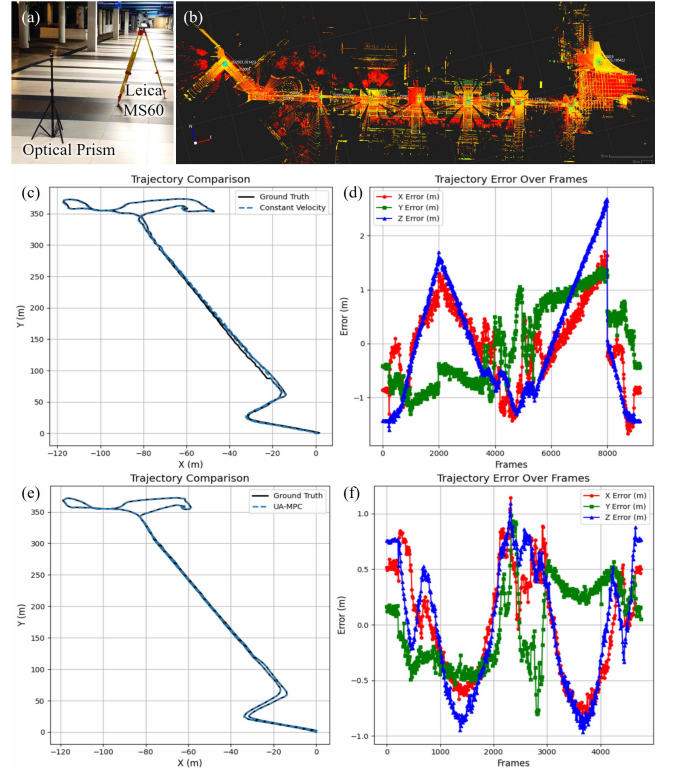 (a)
Leica
MS60
Optical Prism
(b)
(c)
Trajectory Comparison
Ground Truth
Constant Velocity
350
300
250
200
150
100
50
0
Y (m)
−120 −100 −80 −60 −40 −20 0
X (m)
(d)
Trajectory Error Over Frames
X Error (m)
Y Error (m)
Z Error (m)
2
1
0
−1
Error (m)
0 2000 4000 6000 8000
Frames
(e)
Trajectory Comparison
Ground Truth
UA-MPC
350
300
250
200
150
100
50
0
Y (m)
−120 −100 −80 −60 −40 −20 0
X (m)
(f)
Trajectory Error Over Frames
X Error (m)
Y Error (m)
Z Error (m)
1.0
0.5
0.0
−0.5
−1.0
Error (m)
0 1000 2000 3000 4000
Frames